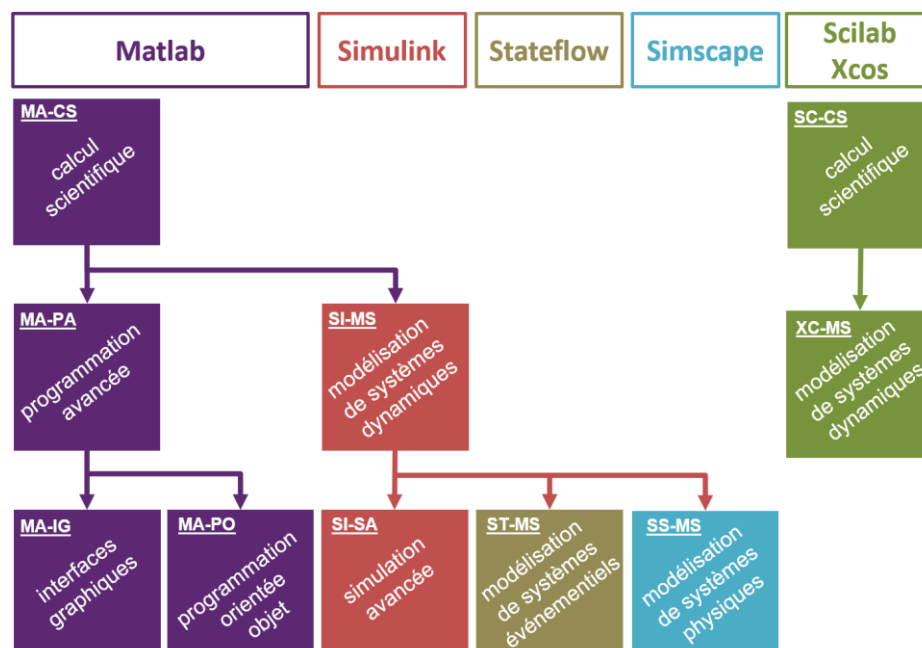 Matlab
Simulink
Stateflow
Simscape
Scilab
Xcos
MA-CS
calcul
scientifique
SC-CS
calcul
scientifique
MA-PA
programmation
avancée
SI-MS
modélisation
de systèmes
dynamiques
XC-MS
modélisation
de systèmes
dynamiques
MA-IG
interfaces
graphiques
MA-PO
programmation
orientée
objet
SI-SA
simulation
avancée
ST-MS
modélisation
de systèmes
événementiels
SS-MS
modélisation
de systèmes
physiques